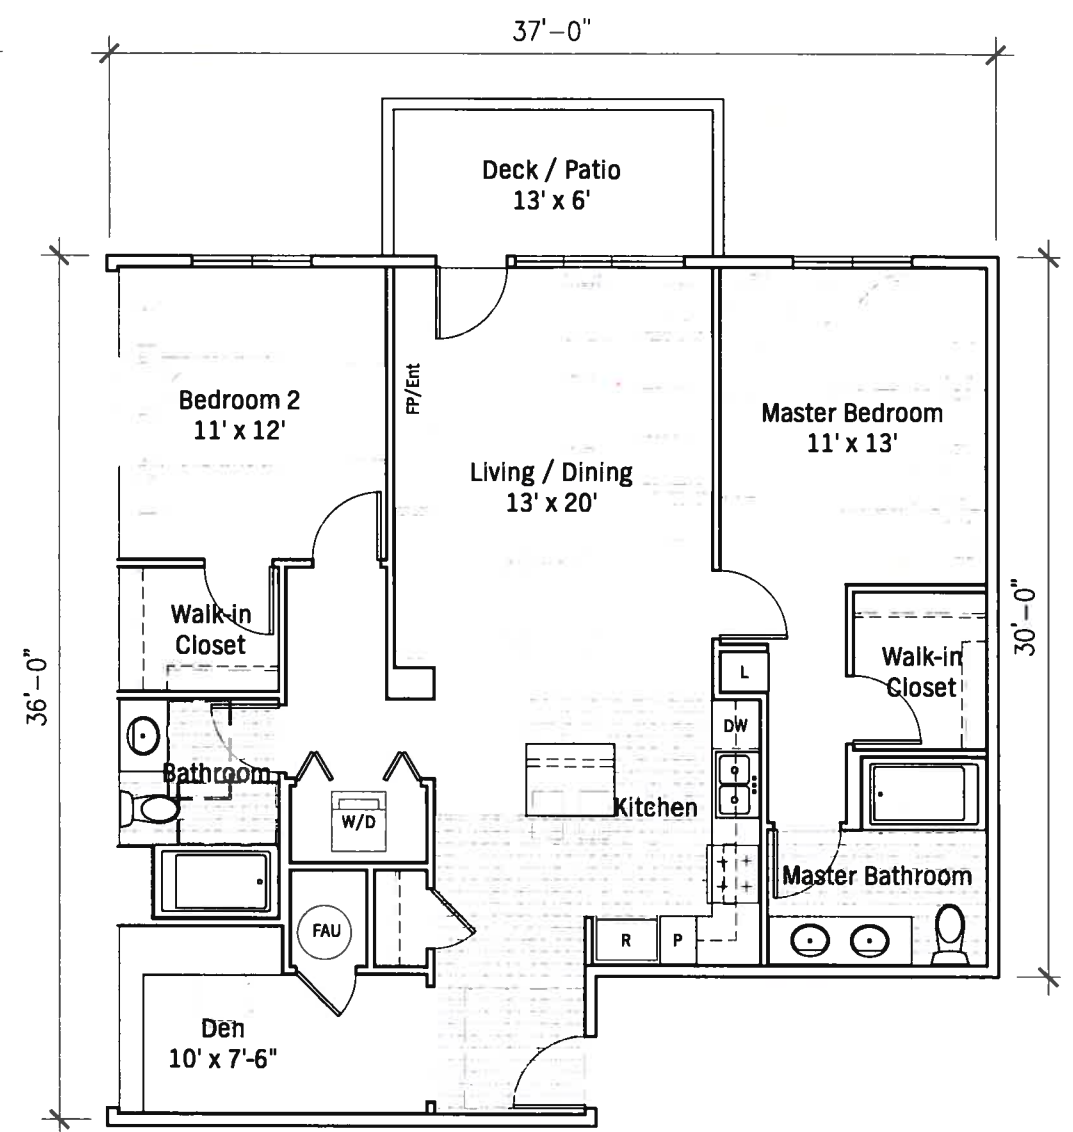 37'-0"
Deck / Patio
13' x 6'
Bedroom 2
11' x 12'
FP/Ent
Master Bedroom
11' x 13'
Living / Dining
13' x 20'
Walk-in
Closet
30'-0"
36'-0"
L
Walk-in
Closet
DW
Bathroom
W/D
Kitchen
Master Bathroom
FAU
R
P
Den
10' x 7'-6"